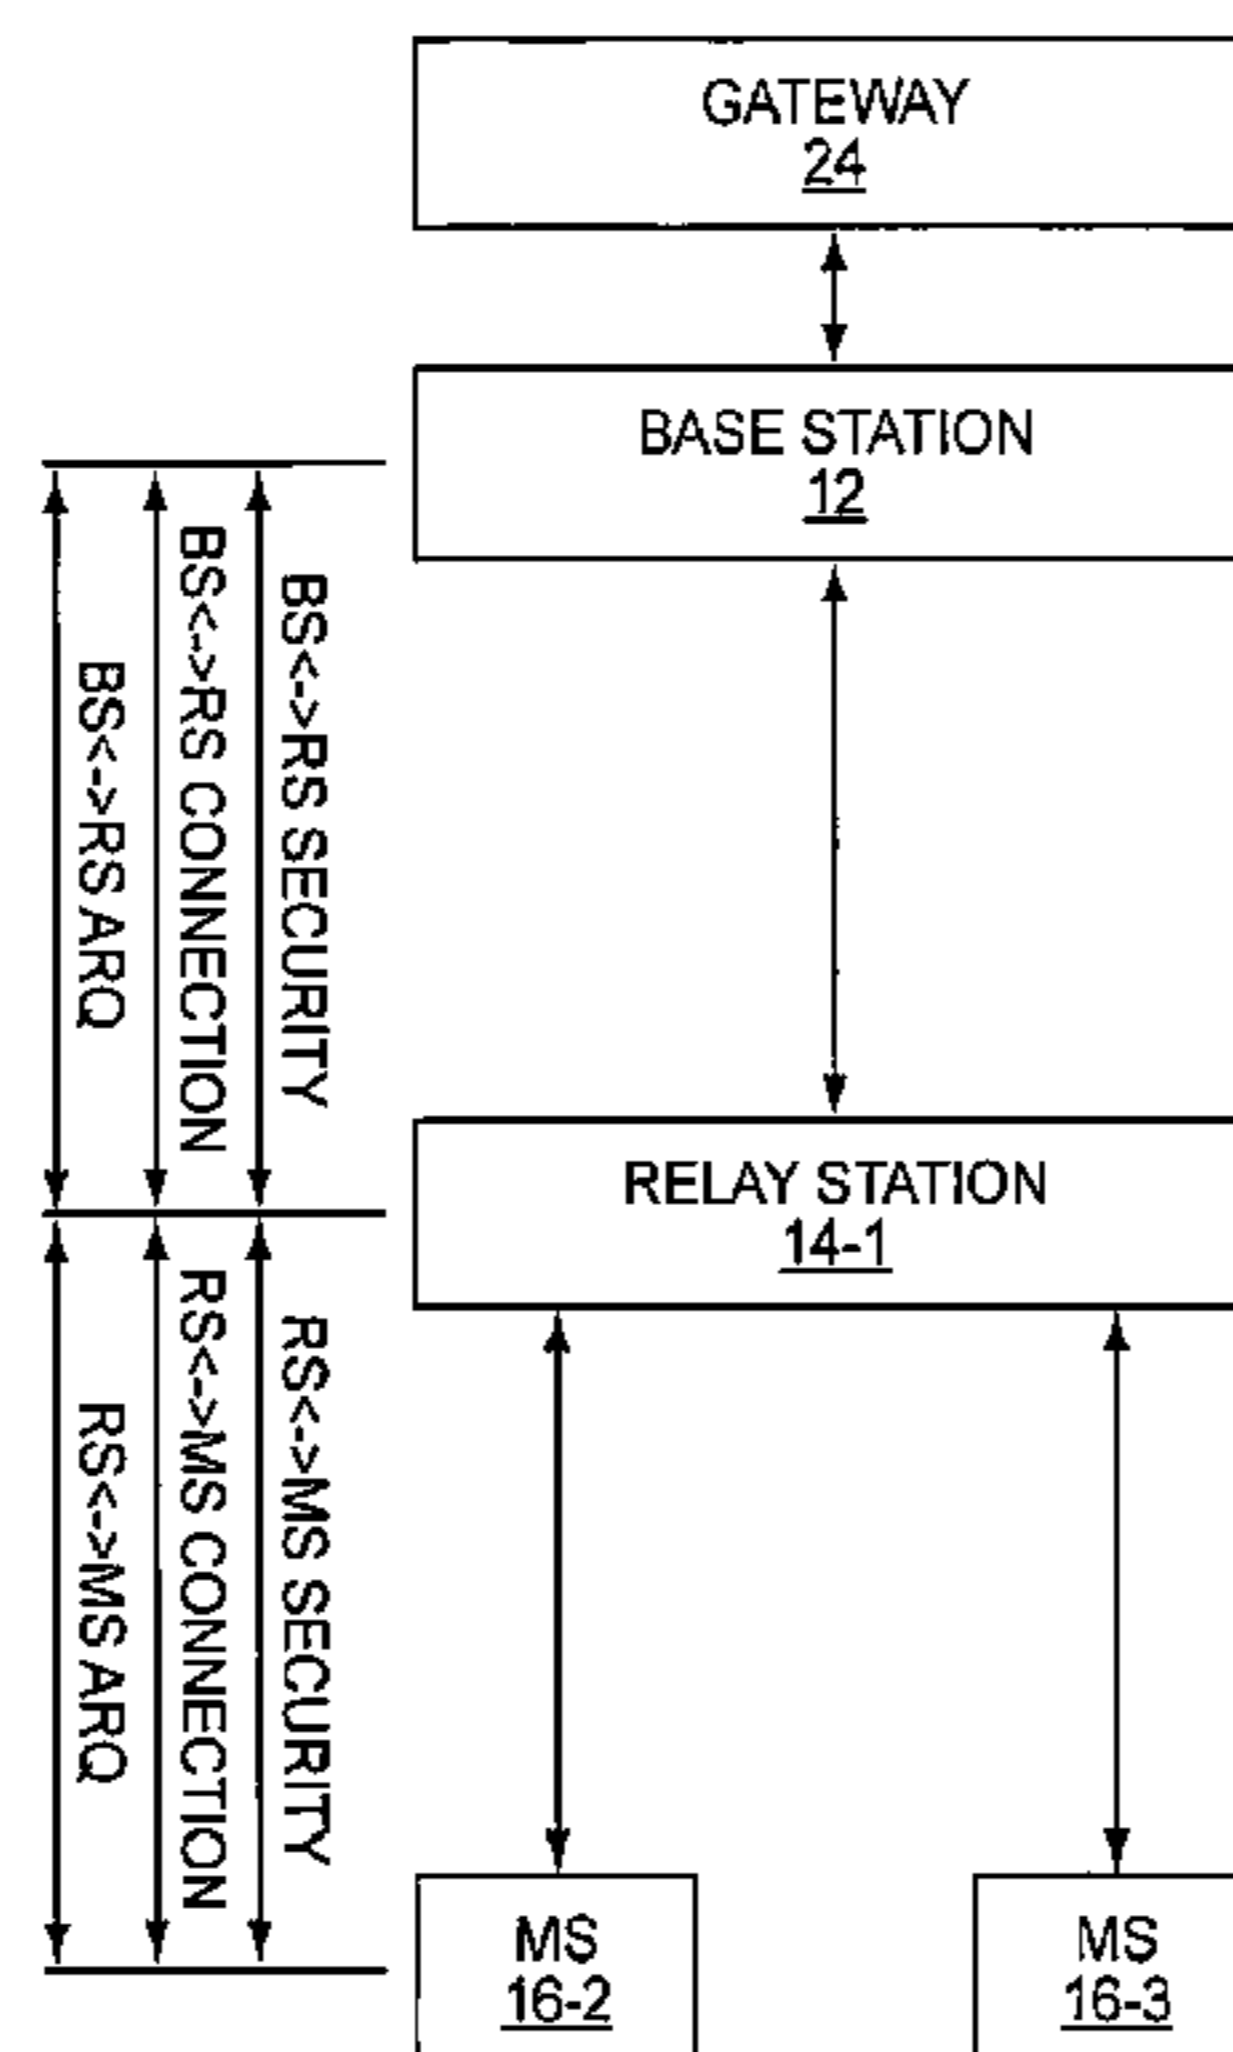 GATEWAY
24
BASE STATION
12
BS<->RS SECURITY
BS<->RS CONNECTION
BS<->RS ARQ
RELAY STATION
14-1
RS<->MS SECURITY
RS<->MS CONNECTION
RS<->MS ARQ
MS
16-2
MS
16-3